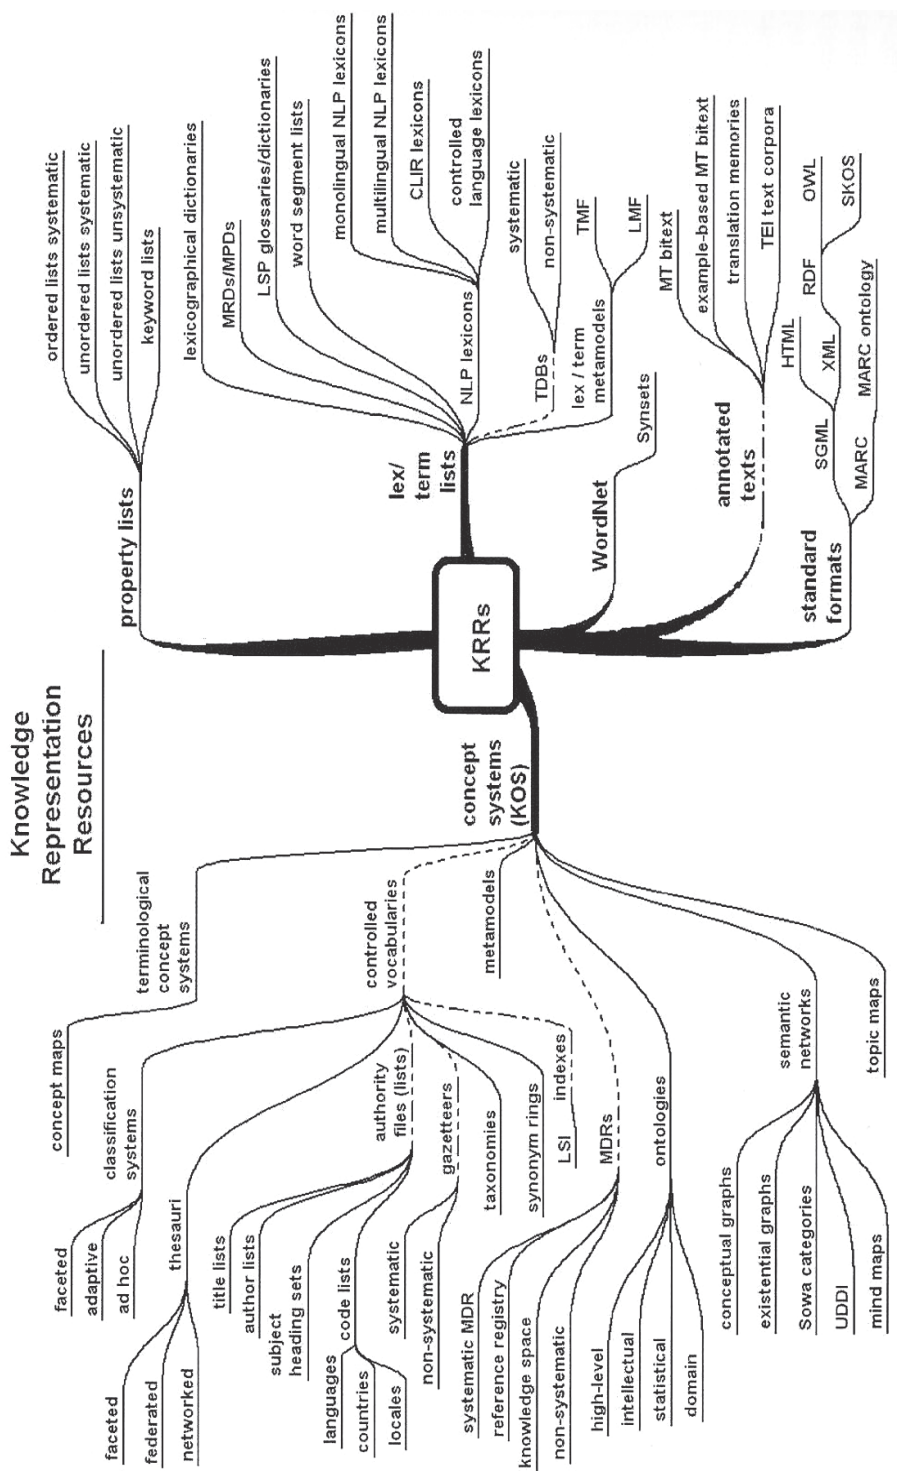 Knowledge
Representation
Resources
KRRs
concept
systems
(KOS)
terminological
concept
systems
concept maps
controlled
vocabularies
classification
systems
faceted
adaptive
ad hoc
thesauri
faceted
federated
networked
authority
files (lists)
title lists
author lists
subject
heading sets
code lists
languages
countries
locales
gazetteers
systematic
non-systematic
taxonomies
synonym rings
indexes
LSI
metamodels
MDRs
systematic MDR
reference registry
knowledge space
non-systematic
ontologies
high-level
intellectual
statistical
domain
semantic
networks
conceptual graphs
existential graphs
Sowa categories
UDDI
mind maps
topic maps
property lists
ordered lists systematic
unordered lists systematic
unordered lists unsystematic
keyword lists
lex/
term
lists
lexicographical dictionaries
MRDs/MPDs
LSP glossaries/dictionaries
word segment lists
NLP lexicons
monolingual NLP lexicons
multilingual NLP lexicons
CLIR lexicons
controlled
language lexicons
TDBs
systematic
non-systematic
lex / term
metamodels
TMF
LMF
WordNet
Synsets
annotated
texts
MT bitext
example-based MT bitext
translation memories
TEI text corpora
standard
formats
SGML
HTML
XML
RDF
OWL
SKOS
MARC
MARC ontology